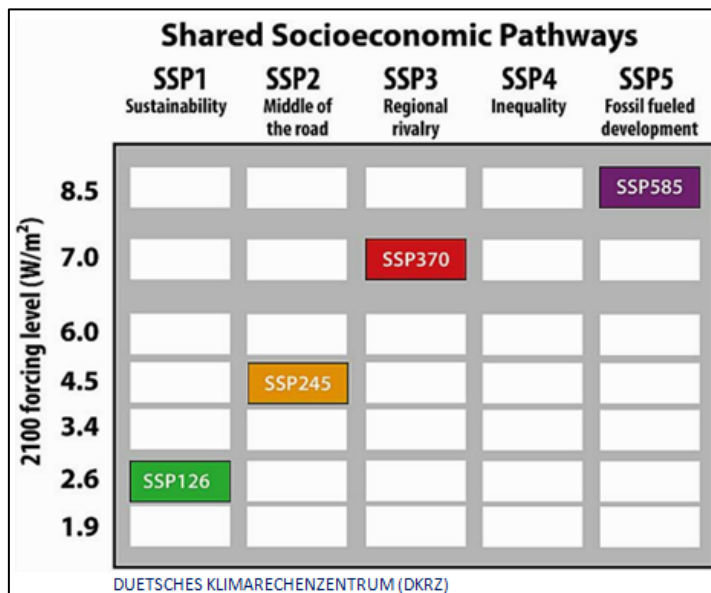 Shared Socioeconomic Pathways
SSP1 SSP2 SSP3 SSP4 SSP5
Sustainability Middle of Regional Inequality Fossil fueled
the road rivalry development
2100 forcing level (W/m²)
8.5 SSP585
7.0 SSP370
6.0
4.5 SSP245
3.4
2.6 SSP126
1.9
DUETSCHES KLIMARECHENZENTRUM (DKRZ)